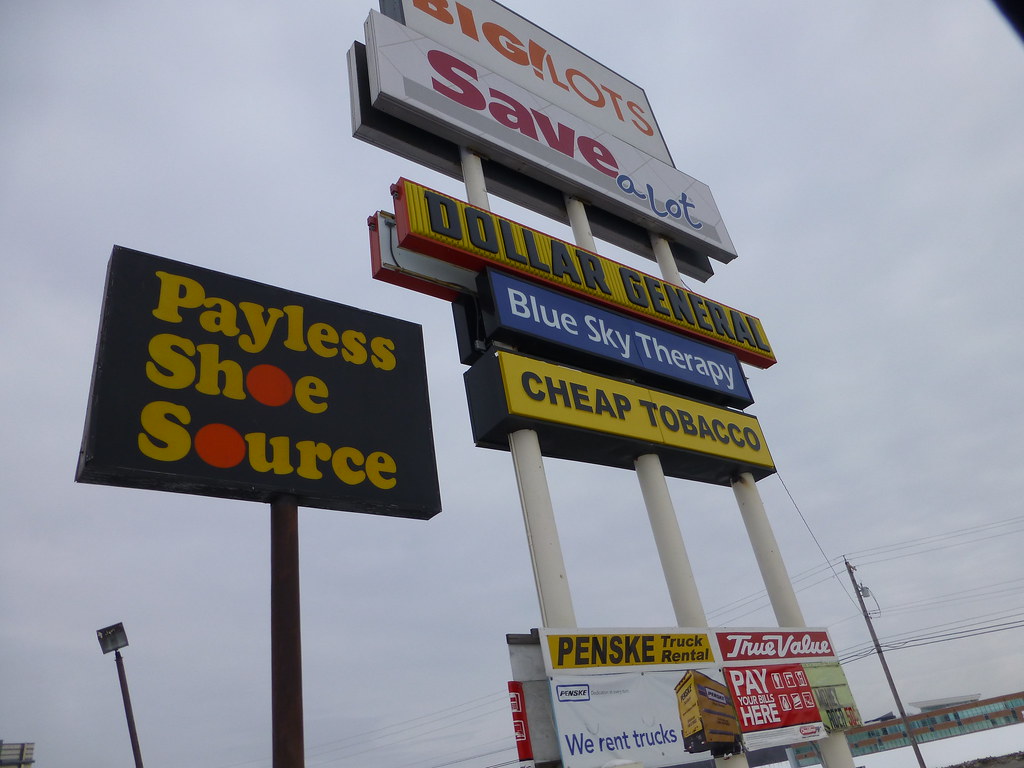 BIG!LOTS
Save
a lot
DOLLAR GENERAL
Blue Sky Therapy
CHEAP TOBACCO
Payless
Shoe
Source
PENSKE Truck
Rental
True Value
PENSKE
We rent trucks
PENSKE
PAY
YOUR BILLS
HERE